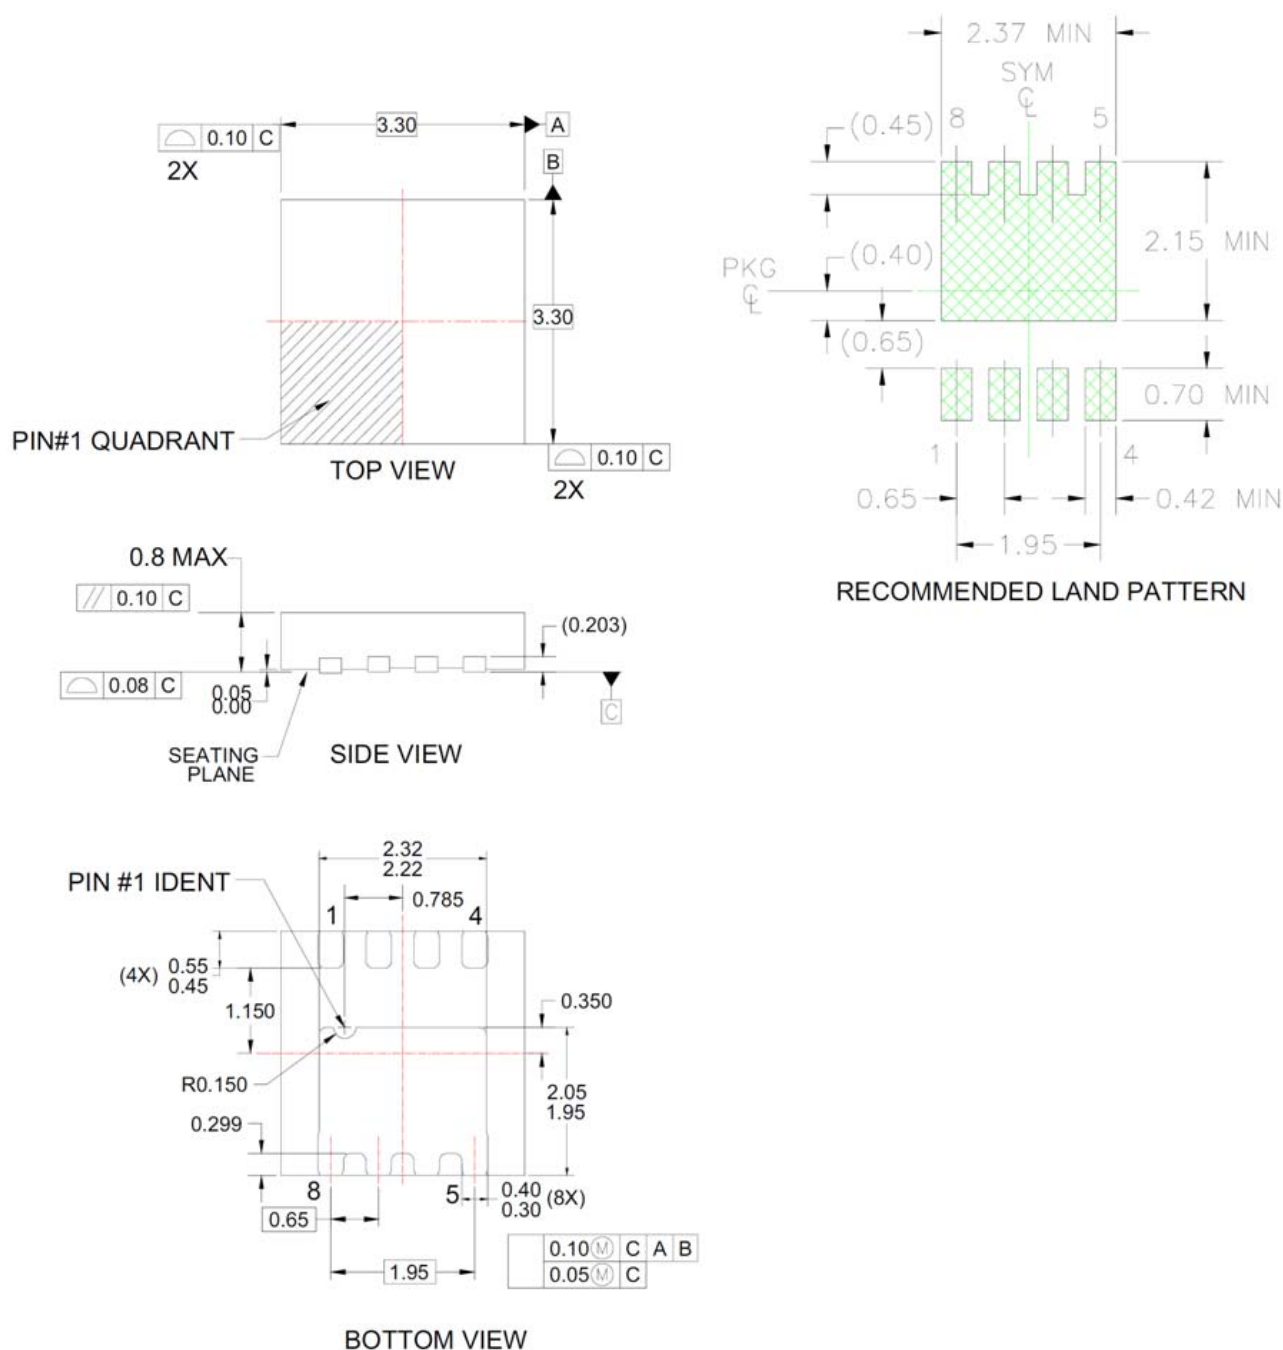 2.37 MIN
SYM
℄
8 5
(0.45)
2.15 MIN
(0.40)
PKG
℄
(0.65)
0.70 MIN
1 4
0.65
0.42 MIN
1.95
RECOMMENDED LAND PATTERN
0.10 C
2X
3.30
A
B
3.30
PIN#1 QUADRANT
TOP VIEW
0.10 C
2X
0.8 MAX
// 0.10 C
(0.203)
0.08 C
0.05
0.00
C
SEATING
PLANE
SIDE VIEW
2.32
2.22
PIN #1 IDENT
0.785
1 4
(4X) 0.55
0.45
1.150
0.350
R0.150
2.05
1.95
0.299
8 5
0.40
0.30 (8X)
0.65
1.95
0.10Ⓜ C A B
0.05Ⓜ C
BOTTOM VIEW